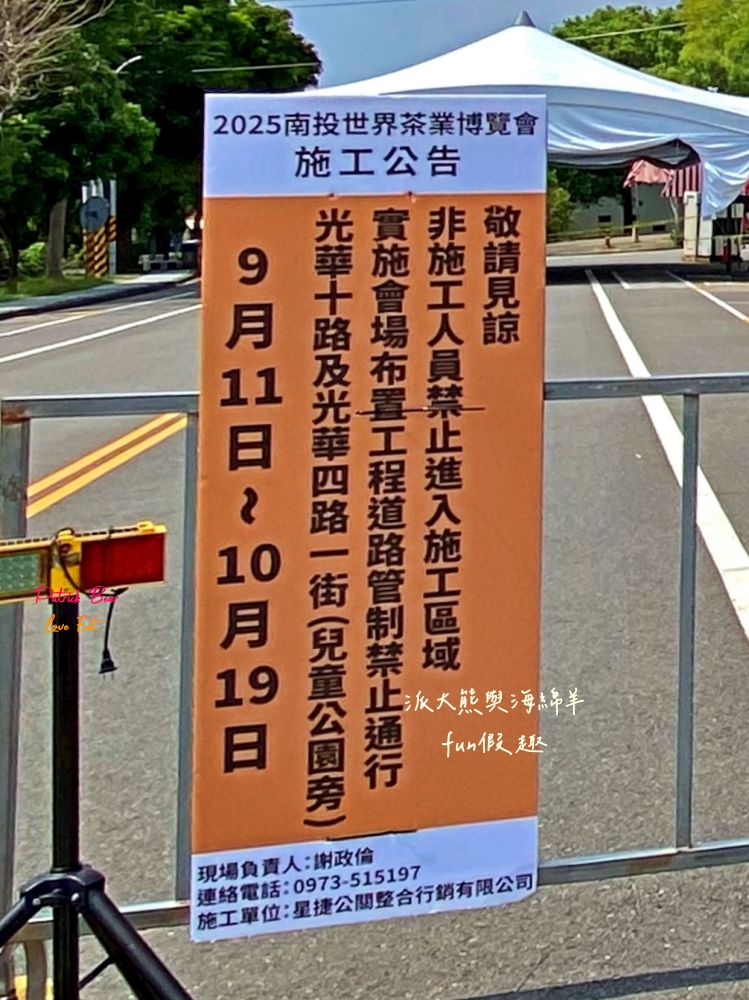 2025南投世界茶業博覽會
施工公告
9月11日~10月19日
光華十路及光華四路一街(兒童公園旁)
實施會場布置工程道路管制禁止通行
非施工人員禁止進入施工區域
敬請見諒
現場負責人:謝政倫
連絡電話:0973-515197
施工單位:星捷公關整合行銷有限公司
派大熊與海綿羊
fun假趣
Patrick Bear
Love Eat